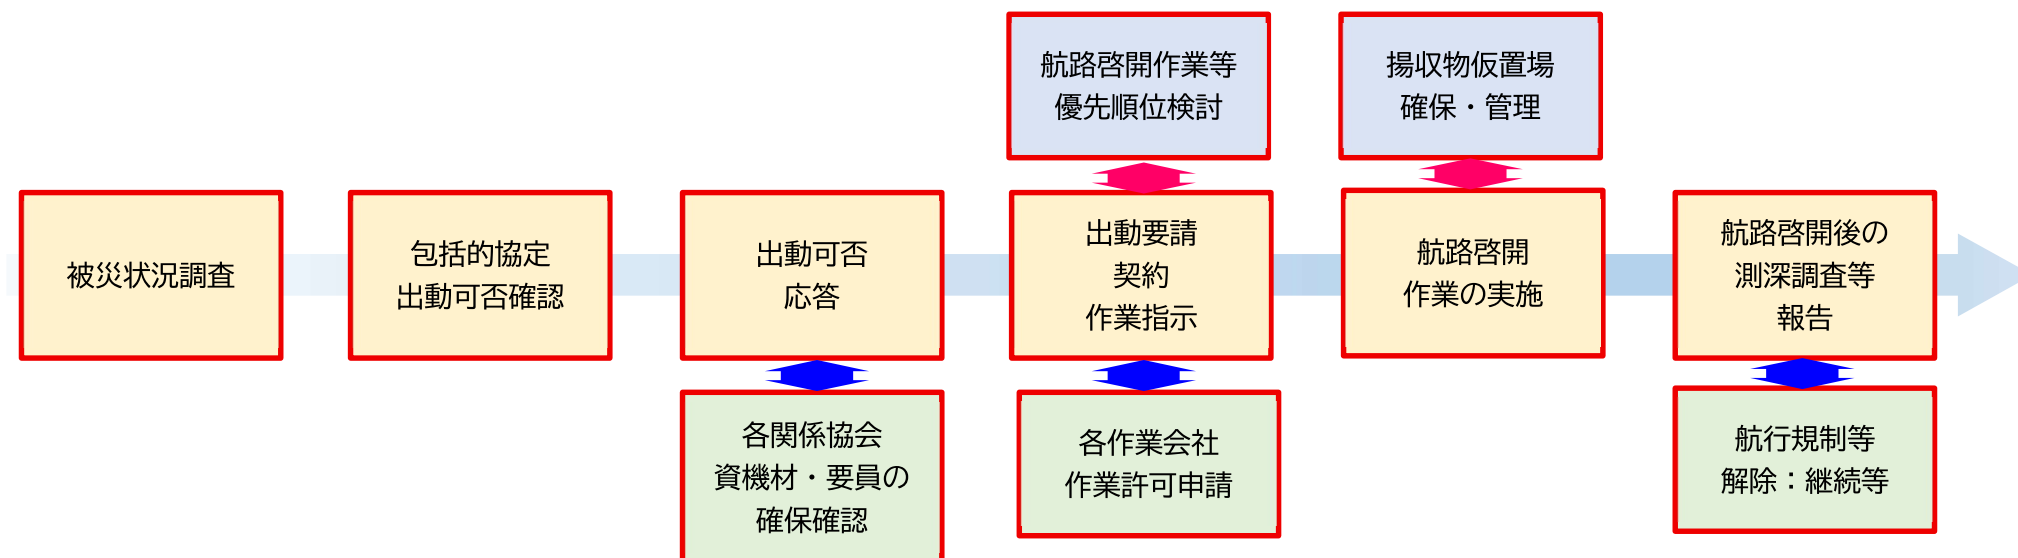 航路啓開作業等
優先順位検討
揚収物仮置場
確保・管理
被災状況調査
包括的協定
出動可否確認
出動可否
応答
出動要請
契約
作業指示
航路啓開
作業の実施
航路啓開後の
測深調査等
報告
各関係協会
資機材・要員の
確保確認
各作業会社
作業許可申請
航行規制等
解除：継続等